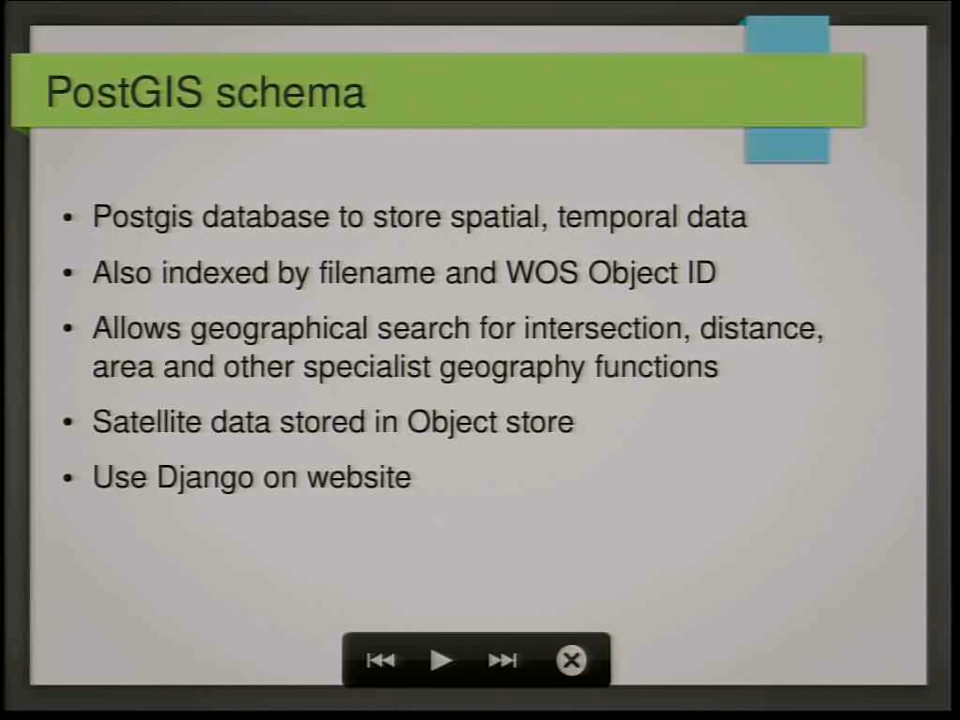 PostGIS schema
• Postgis database to store spatial, temporal data
• Also indexed by filename and WOS Object ID
• Allows geographical search for intersection, distance,
area and other specialist geography functions
• Satellite data stored in Object store
• Use Django on website